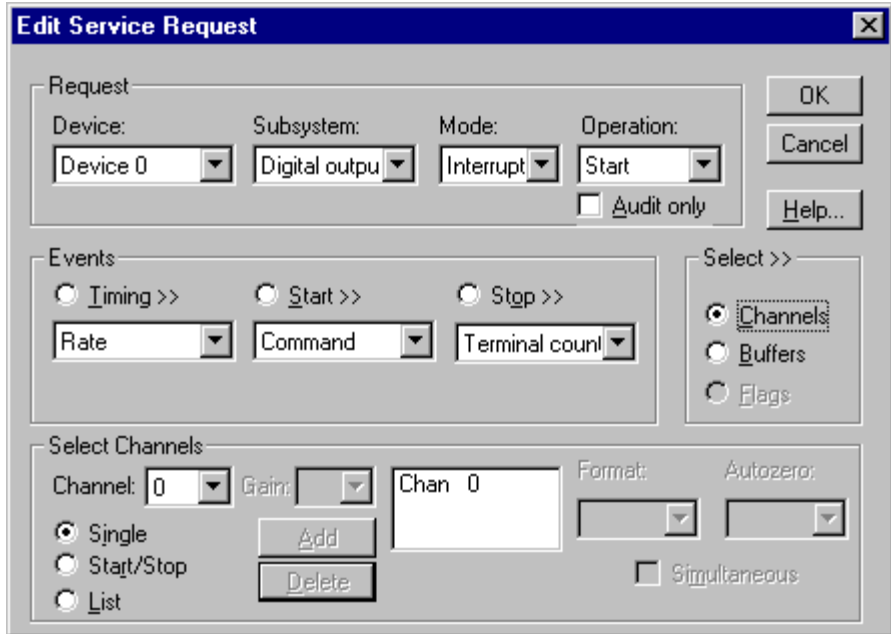 Edit Service Request
Request
OK
Device: Subsystem: Mode: Operation:
Device 0 Digital outpu Interrupt Start
Cancel
Audit only
Help...
Events
Select >>
Timing >> Start >> Stop >>
Channels
Rate Command Terminal count
Buffers
Flags
Select Channels
Channel: 0 Gain: Chan 0 Format: Autozero:
Single
Add
Start/Stop
Delete
Simultaneous
List